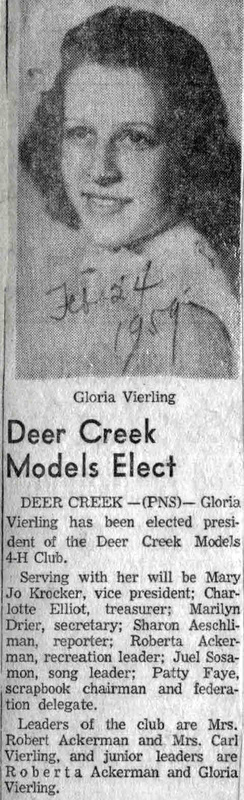 Feb 24
1959
Gloria Vierling
Deer Creek
Models Elect
DEER CREEK —(PNS)— Gloria
Vierling has been elected presi-
dent of the Deer Creek Models
4-H Club.
Serving with her will be Mary
Jo Krocker, vice president; Char-
lotte Elliot, treasurer; Marilyn
Drier, secretary; Sharon Aeschli-
man, reporter; Roberta Acker-
man, recreation leader; Juel Sosa-
mon, song leader; Patty Faye,
scrapbook chairman and federa-
tion delegate.
Leaders of the club are Mrs.
Robert Ackerman and Mrs. Carl
Vierling, and junior leaders are
Roberta Ackerman and Gloria
Vierling.